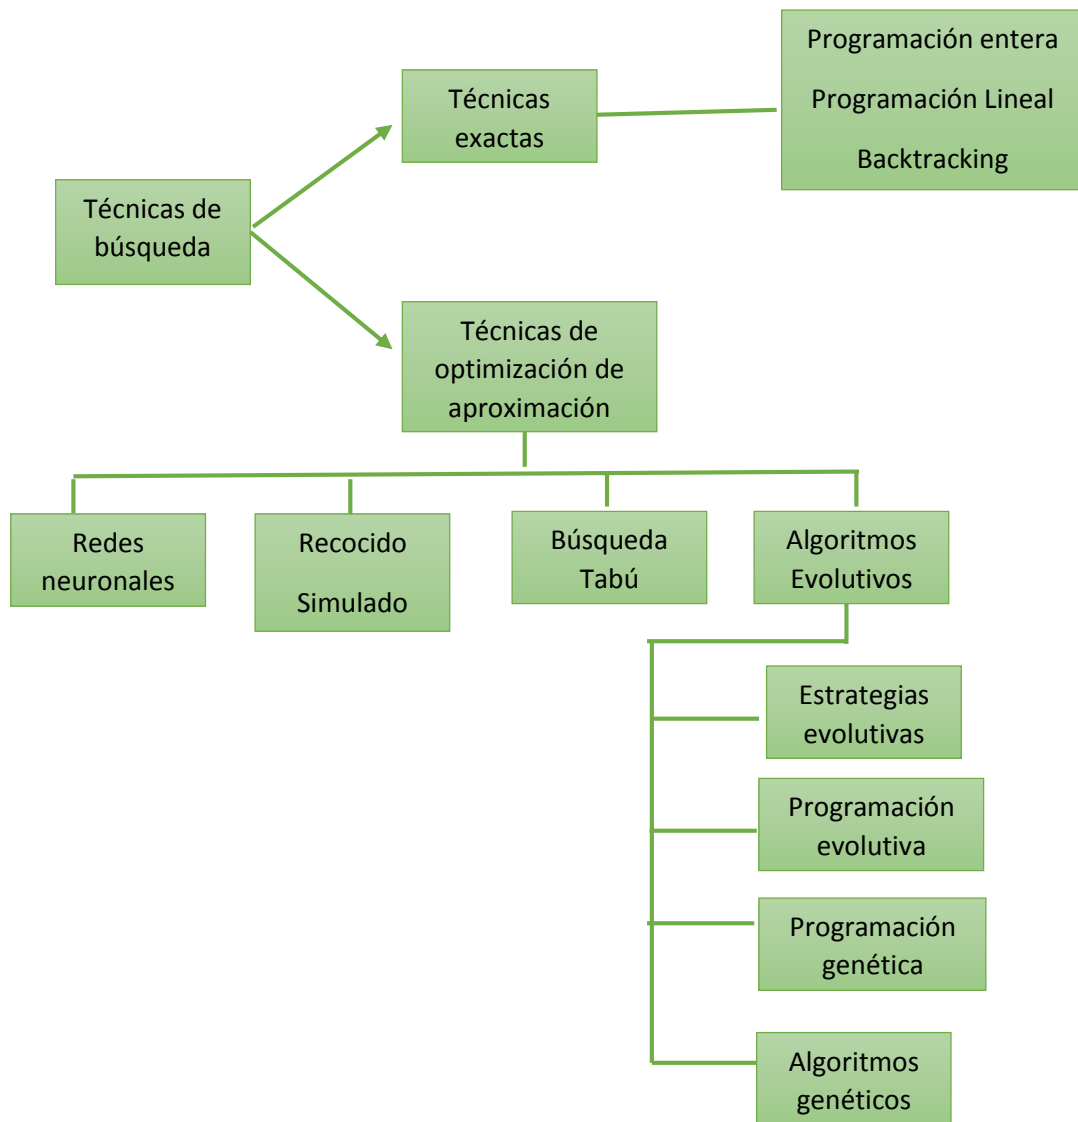 Programación entera
Programación Lineal
Backtracking
Técnicas
exactas
Técnicas de
búsqueda
Técnicas de
optimización de
aproximación
Redes
neuronales
Recocido
Simulado
Búsqueda
Tabú
Algoritmos
Evolutivos
Estrategias
evolutivas
Programación
evolutiva
Programación
genética
Algoritmos
genéticos